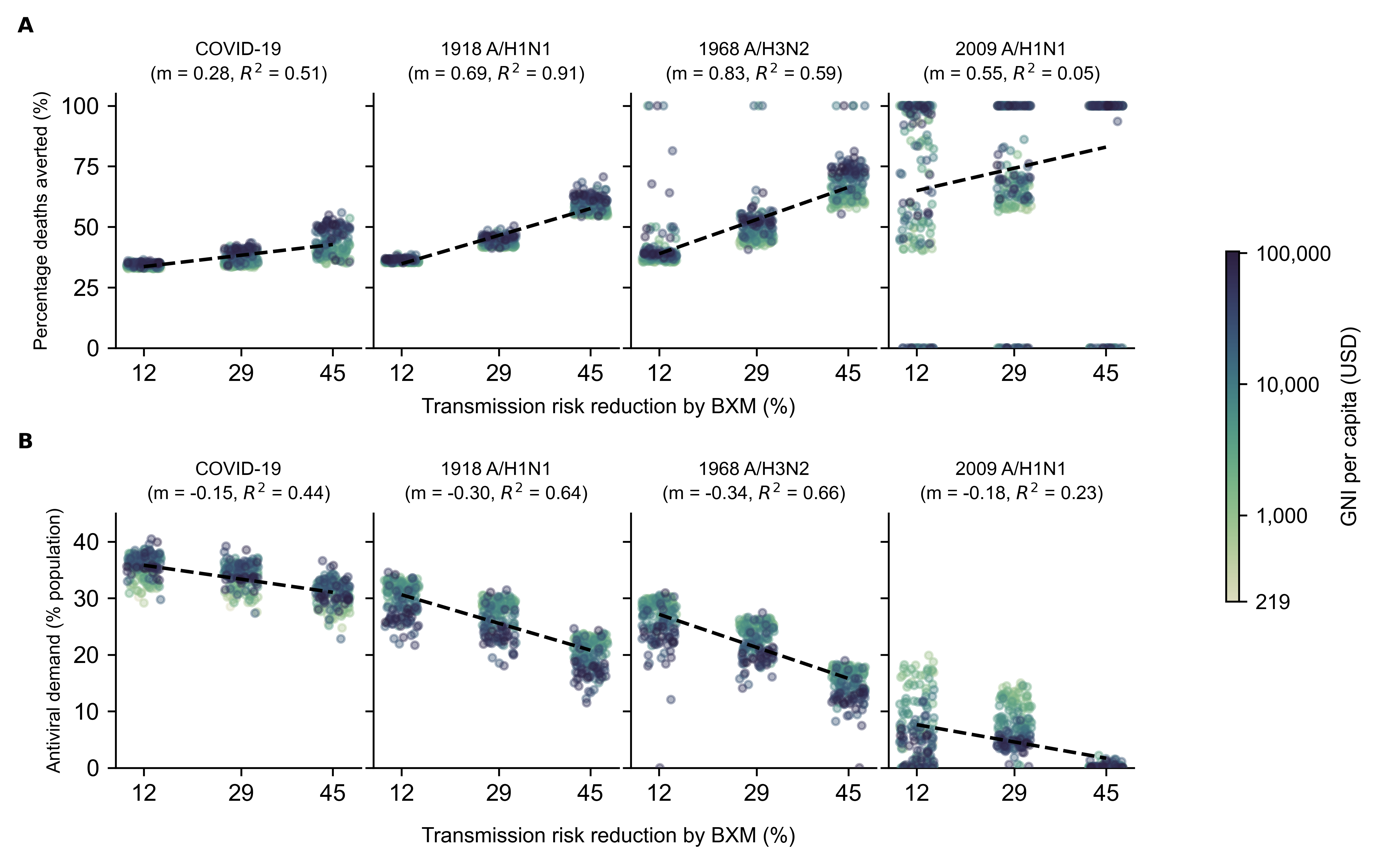 A
COVID-19
(m = 0.28, R² = 0.51)
1918 A/H1N1
(m = 0.69, R² = 0.91)
1968 A/H3N2
(m = 0.83, R² = 0.59)
2009 A/H1N1
(m = 0.55, R² = 0.05)
Percentage deaths averted (%)
100
75
50
25
0
12 29 45
12 29 45
12 29 45
12 29 45
Transmission risk reduction by BXM (%)
B
COVID-19
(m = -0.15, R² = 0.44)
1918 A/H1N1
(m = -0.30, R² = 0.64)
1968 A/H3N2
(m = -0.34, R² = 0.66)
2009 A/H1N1
(m = -0.18, R² = 0.23)
Antiviral demand (% population)
40
30
20
10
0
12 29 45
12 29 45
12 29 45
12 29 45
Transmission risk reduction by BXM (%)
100,000
10,000
1,000
219
GNI per capita (USD)